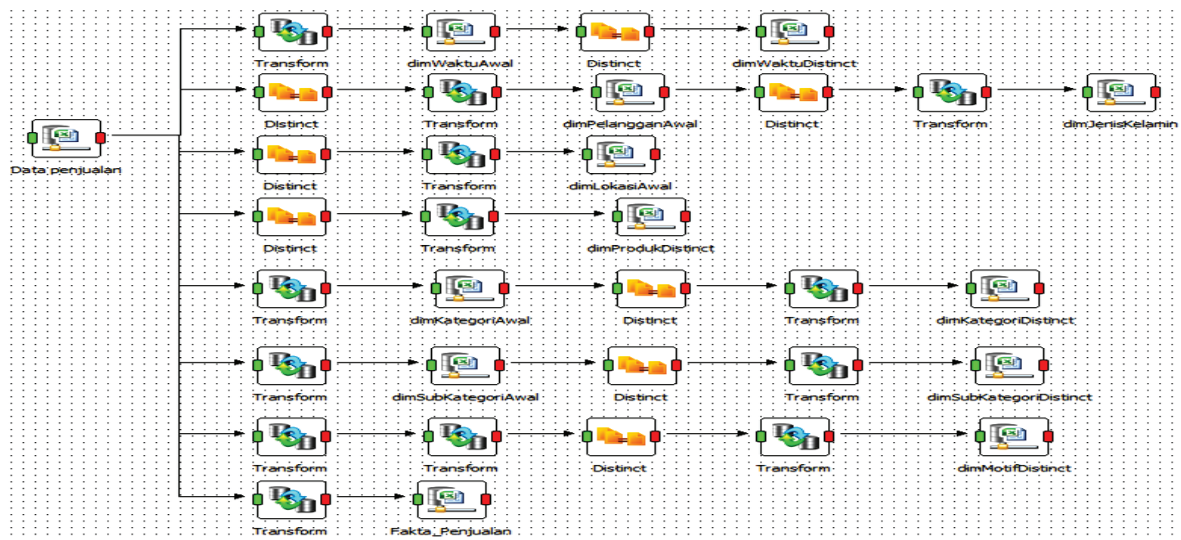 Transform
dimWaktuAwal
Distinct
dimWaktuDistinct
Distinct
Transform
dimPelangganAwal
Distinct
Transform
dimJenisKelamin
Data penjualan
Distinct
Transform
dimLokasiAwal
Distinct
Transform
dimProdukDistinct
Transform
dimKategoriAwal
Distinct
Transform
dimKategoriDistinct
Transform
dimSubKategoriAwal
Distinct
Transform
dimSubKategoriDistinct
Transform
Transform
Distinct
Transform
dimMotifDistinct
Transform
Fakta_Penjualan